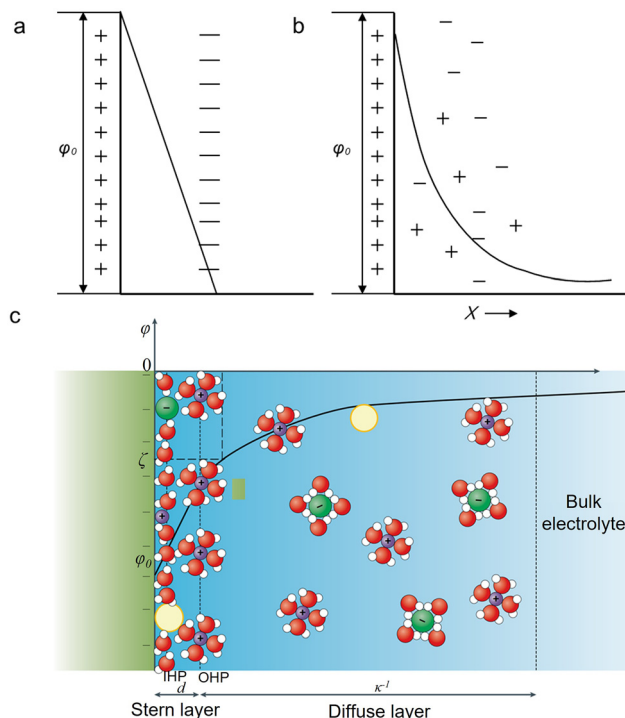 a
φ₀
+ + + + + + + + + +
b
φ₀
+ + + + + + + + + +
X
c
φ
0
ζ
φ₀
Bulk
electrolyte
IHP OHP
d κ⁻¹
Stern layer Diffuse layer